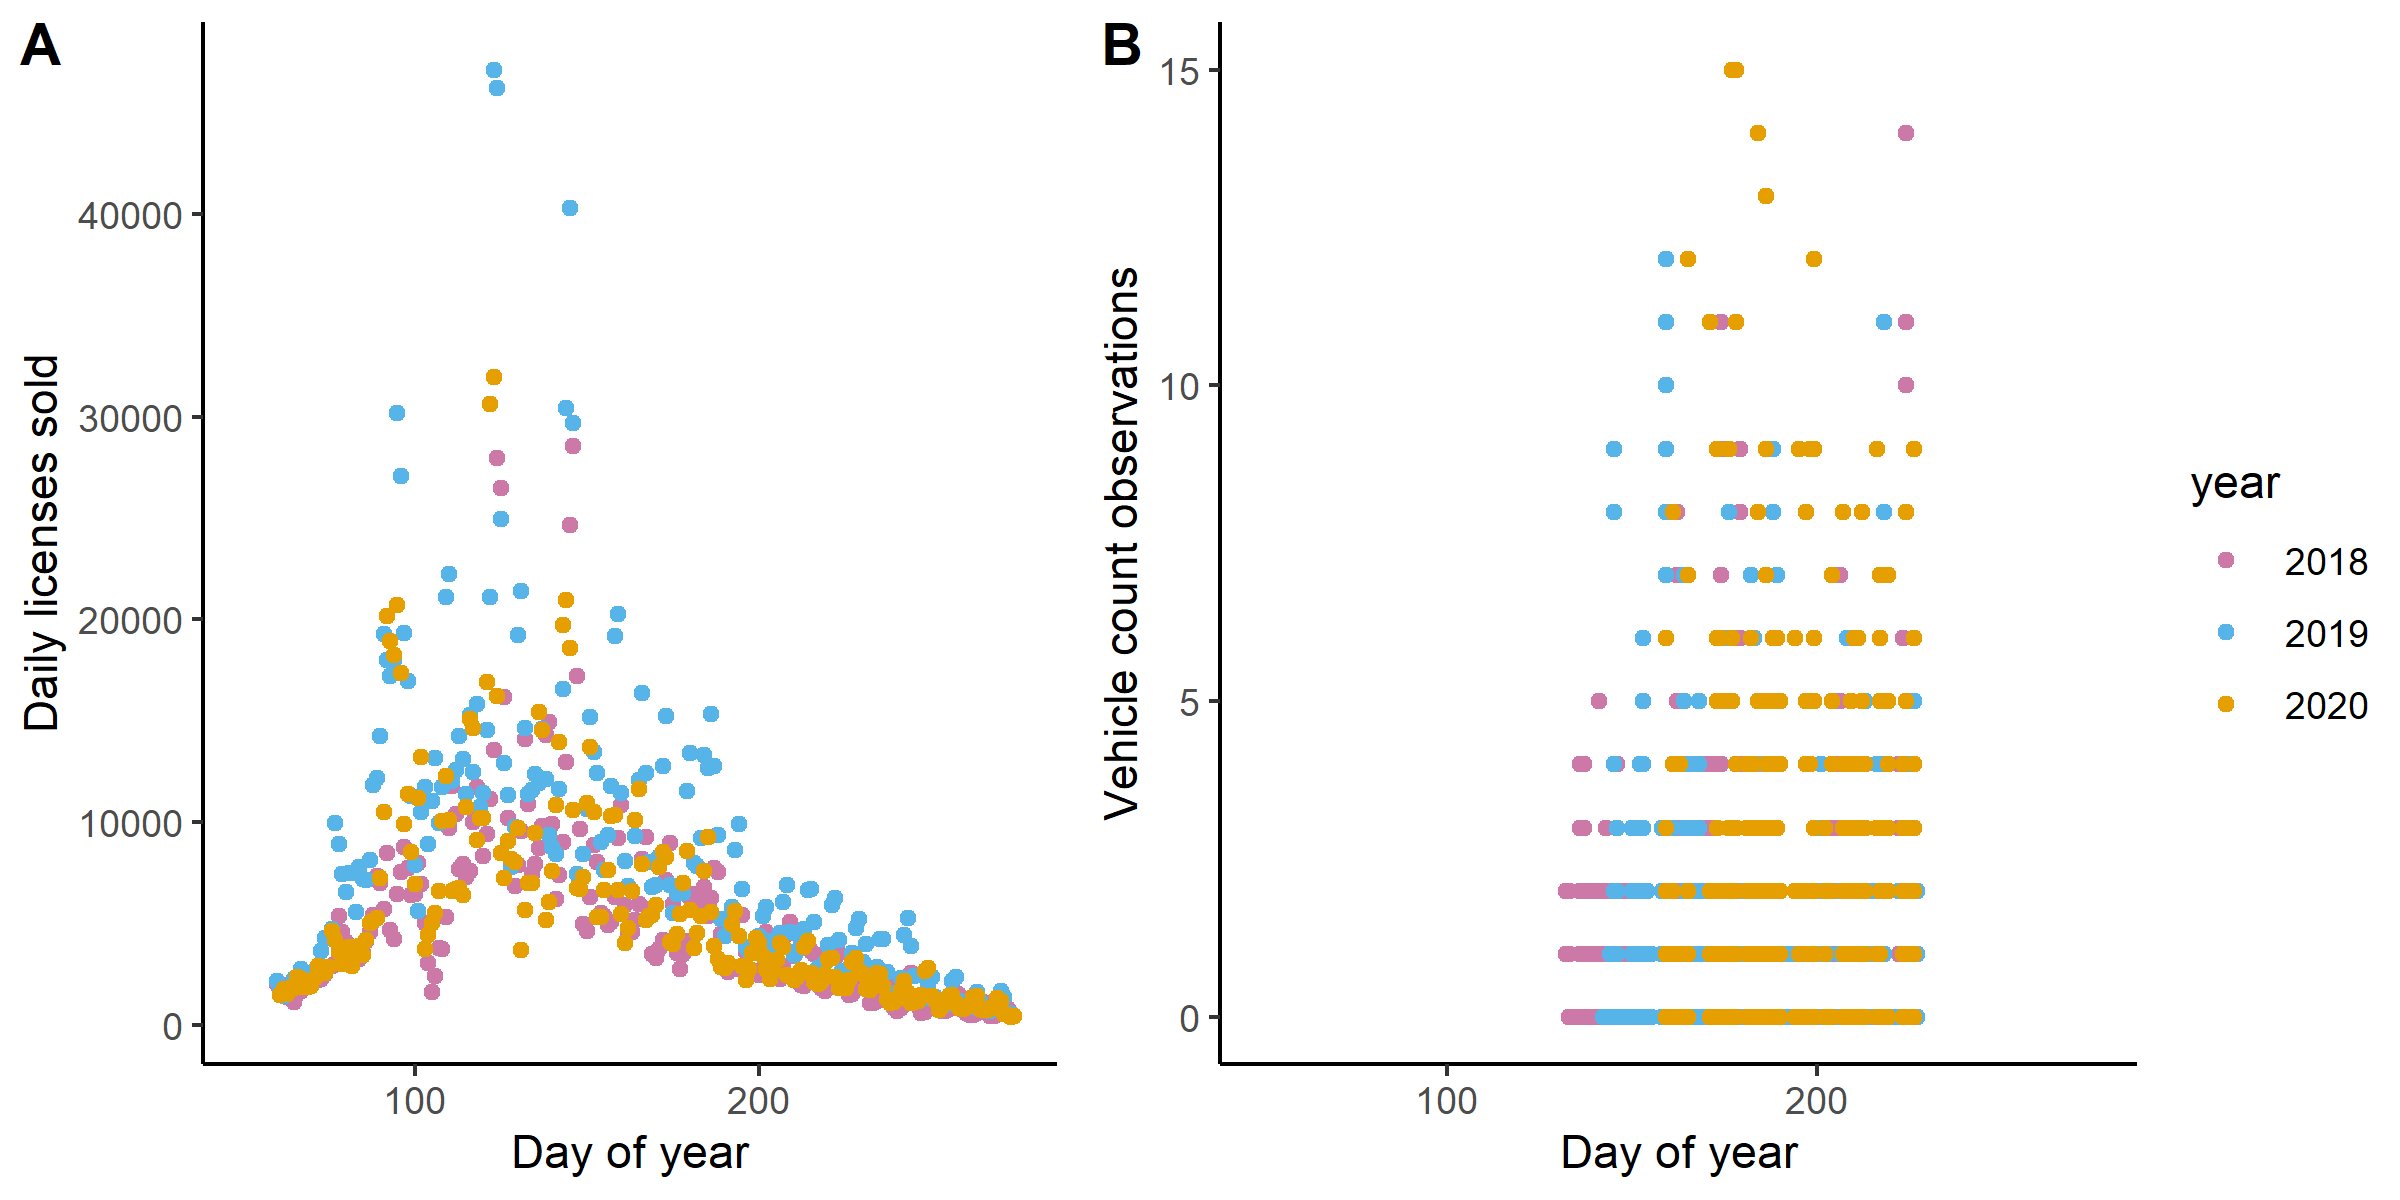 A
Daily licenses sold
40000
30000
20000
10000
0
100
200
Day of year
B
Vehicle count observations
15
10
5
0
100
200
Day of year
year
2018
2019
2020